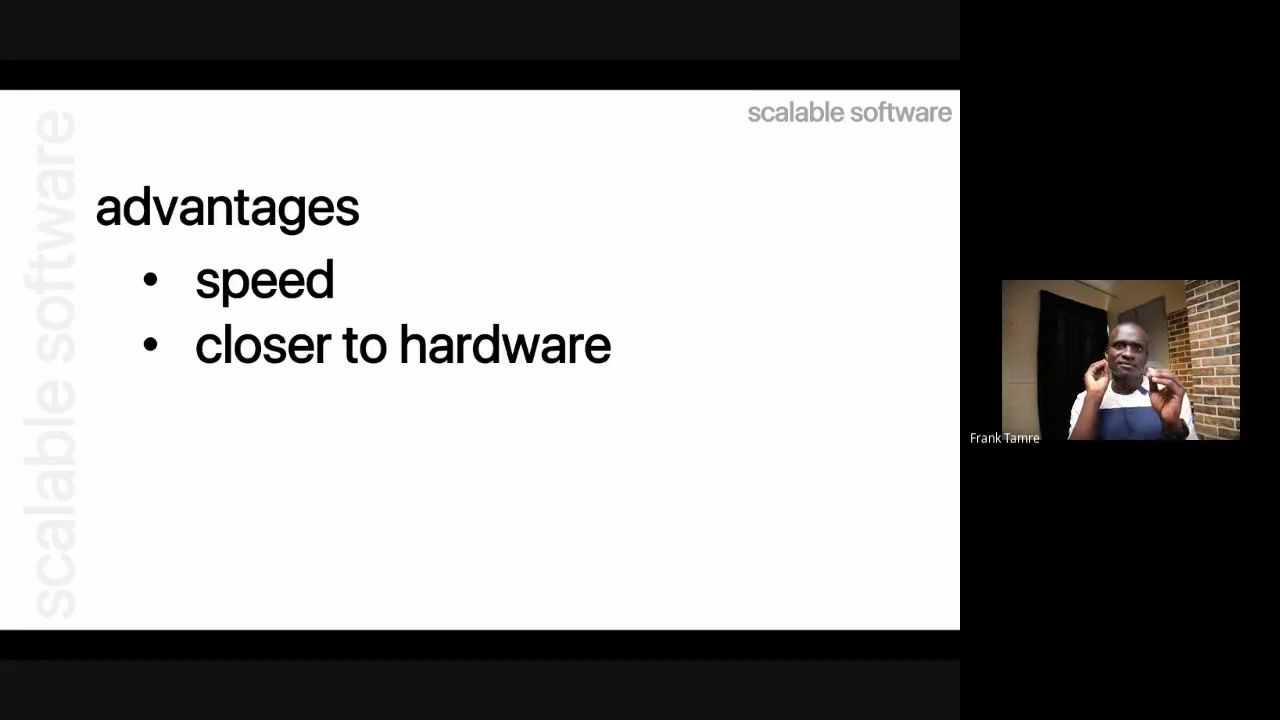 scalable software
scalable software
advantages
• speed
• closer to hardware
Frank Tamre